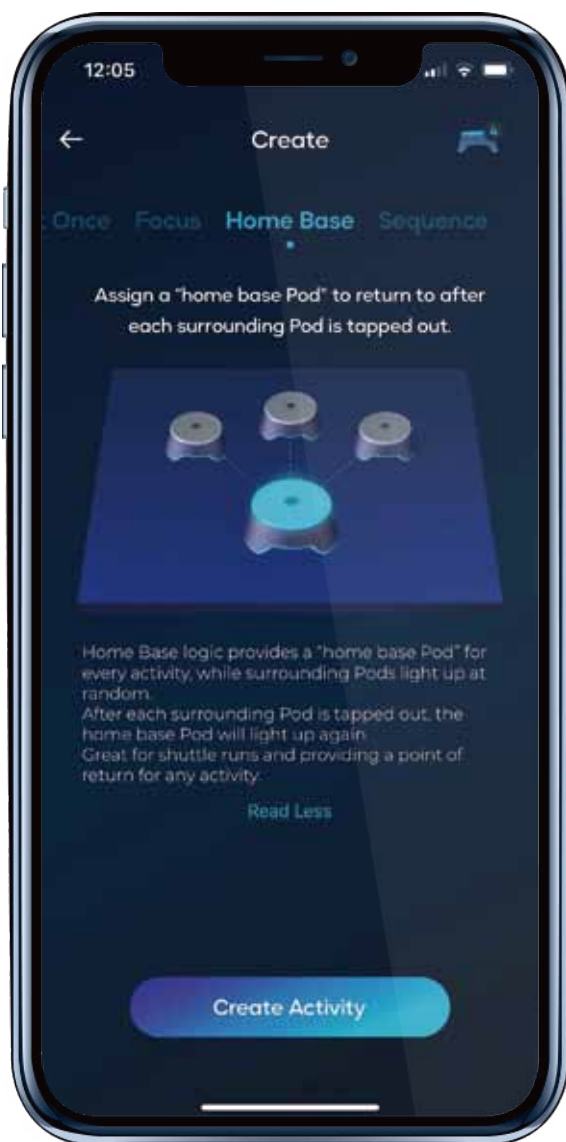 12:05
Create
Once Focus Home Base Sequence
Assign a "home base Pod" to return to after
each surrounding Pod is tapped out.
Home Base logic provides a "home base Pod" for
every activity, while surrounding Pods light up at
random.
After each surrounding Pod is tapped out, the
home base Pod will light up again.
Great for shuttle runs and providing a point of
return for any activity.
Read Less
Create Activity